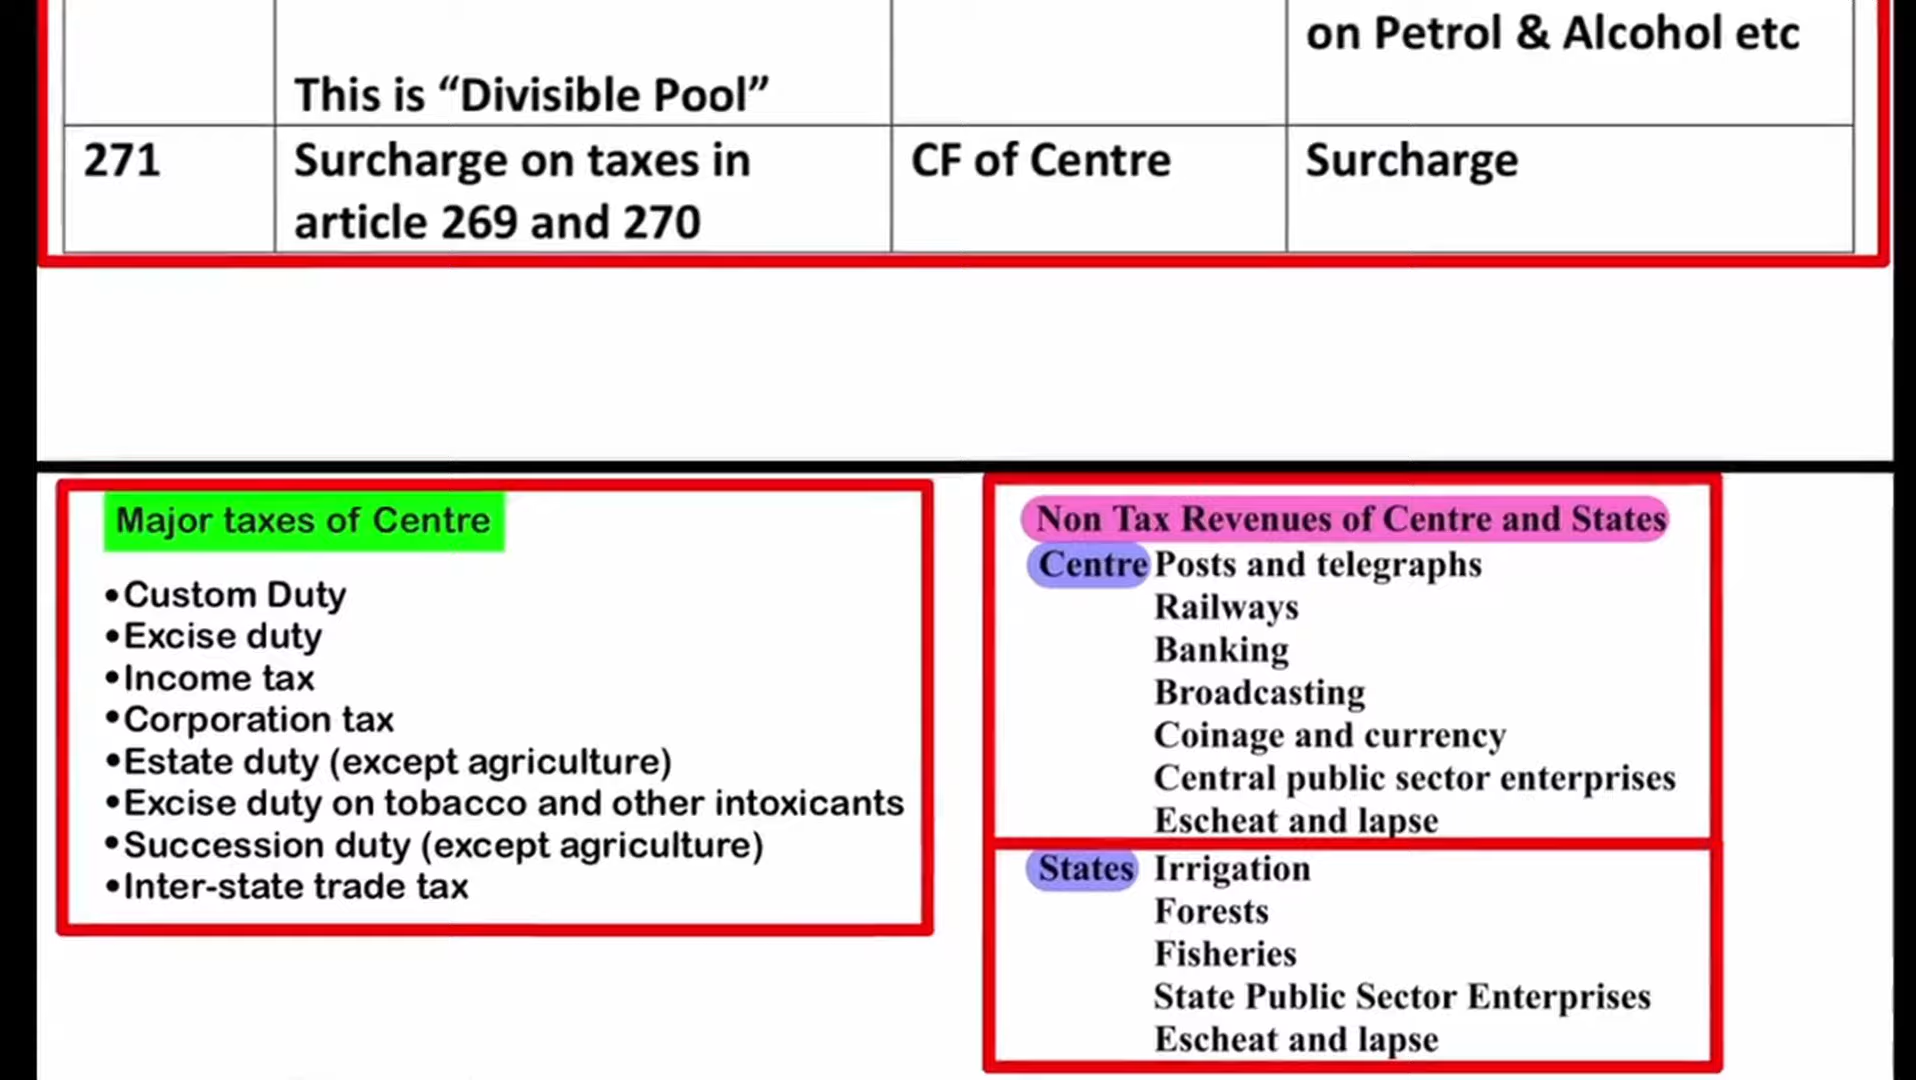 on Petrol & Alcohol etc
This is “Divisible Pool”
271 Surcharge on taxes in CF of Centre Surcharge
article 269 and 270
Major taxes of Centre
•Custom Duty
•Excise duty
•Income tax
•Corporation tax
•Estate duty (except agriculture)
•Excise duty on tobacco and other intoxicants
•Succession duty (except agriculture)
•Inter-state trade tax
Non Tax Revenues of Centre and States
Centre Posts and telegraphs
Railways
Banking
Broadcasting
Coinage and currency
Central public sector enterprises
Escheat and lapse
States Irrigation
Forests
Fisheries
State Public Sector Enterprises
Escheat and lapse